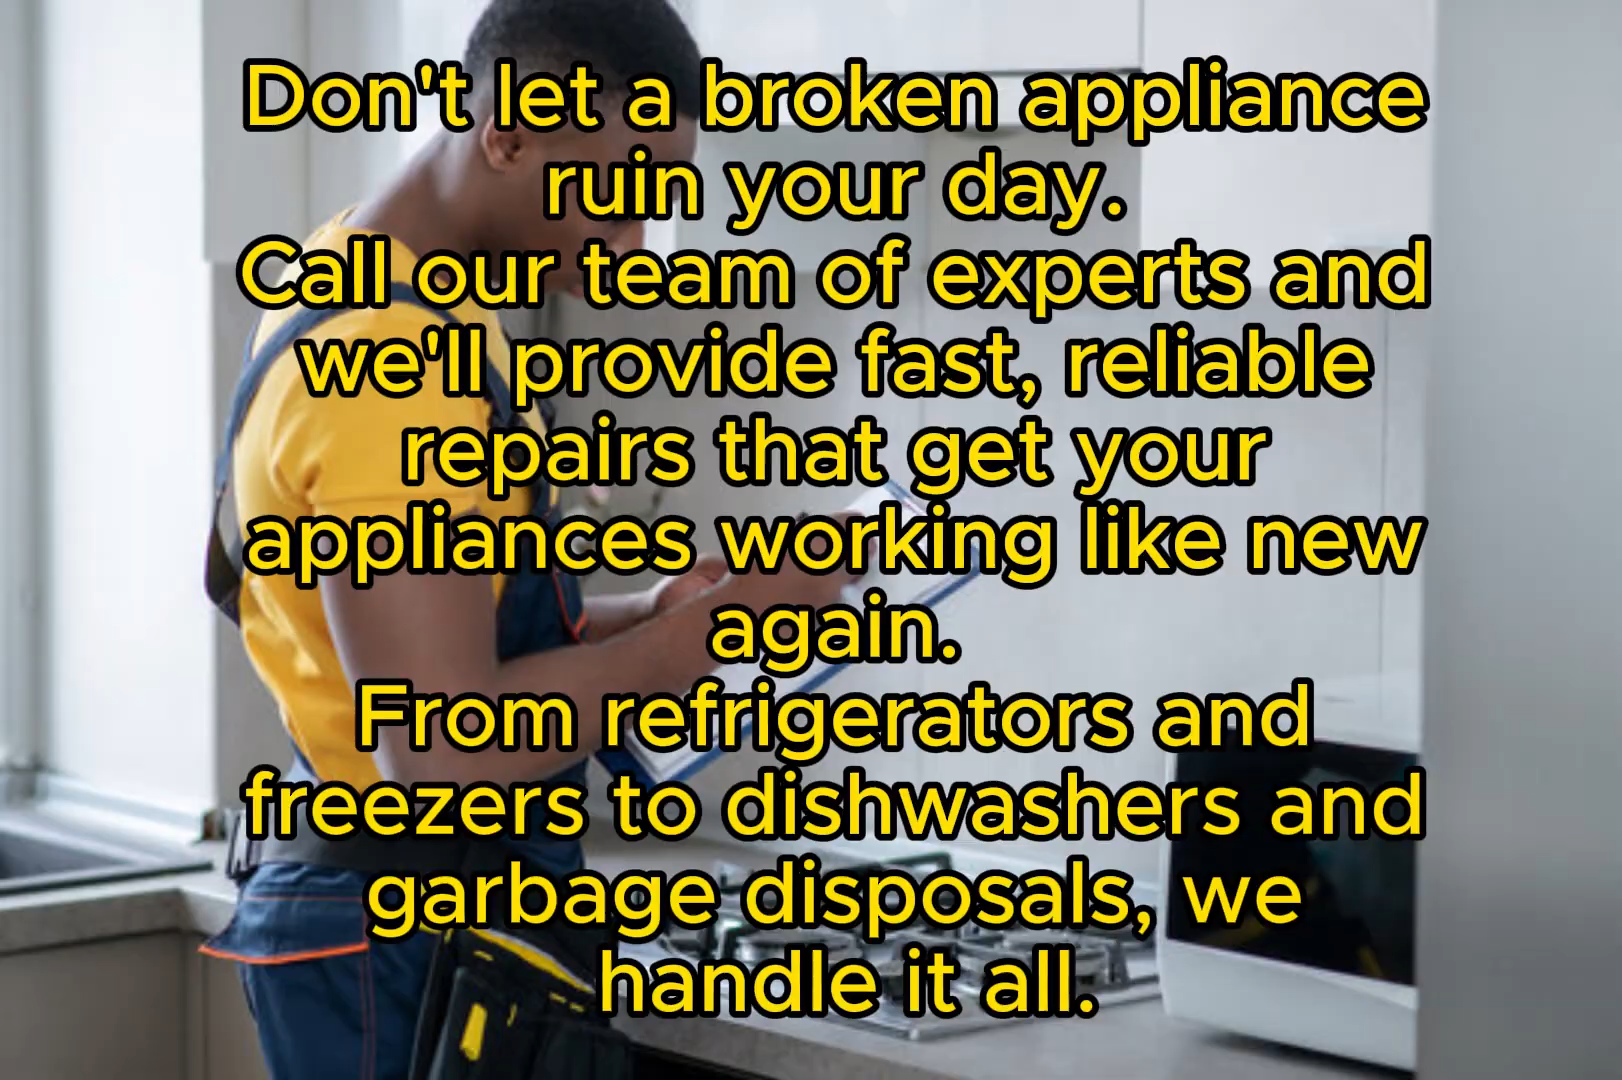 Don't let a broken appliance
ruin your day.
Call our team of experts and
we'll provide fast, reliable
repairs that get your
appliances working like new
again.
From refrigerators and
freezers to dishwashers and
garbage disposals, we
handle it all.